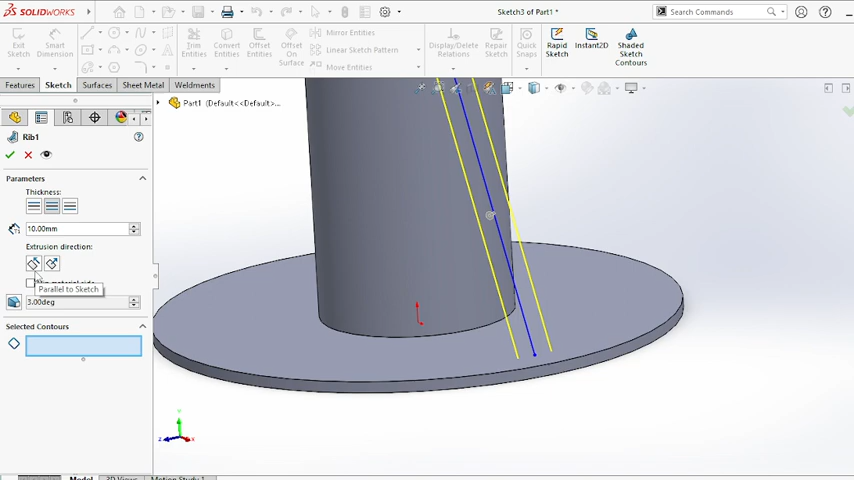 SOLIDWORKS
Sketch3 of Part1 *
Search Commands
Exit Sketch
Smart Dimension
Trim Entities
Convert Entities
Offset Entities
Offset On Surface
Mirror Entities
Linear Sketch Pattern
Move Entities
Display/Delete Relations
Repair Sketch
Quick Snaps
Rapid Sketch
Instant2D
Shaded Sketch Contours
Features
Sketch
Surfaces
Sheet Metal
Weldments
Part1 (Default<<Default>...
Rib1
Parameters
Thickness:
10.00mm
Extrusion direction:
material side
Parallel to Sketch
3.00deg
Selected Contours
Y
Z
X
Model
3D Views
Motion Study 1